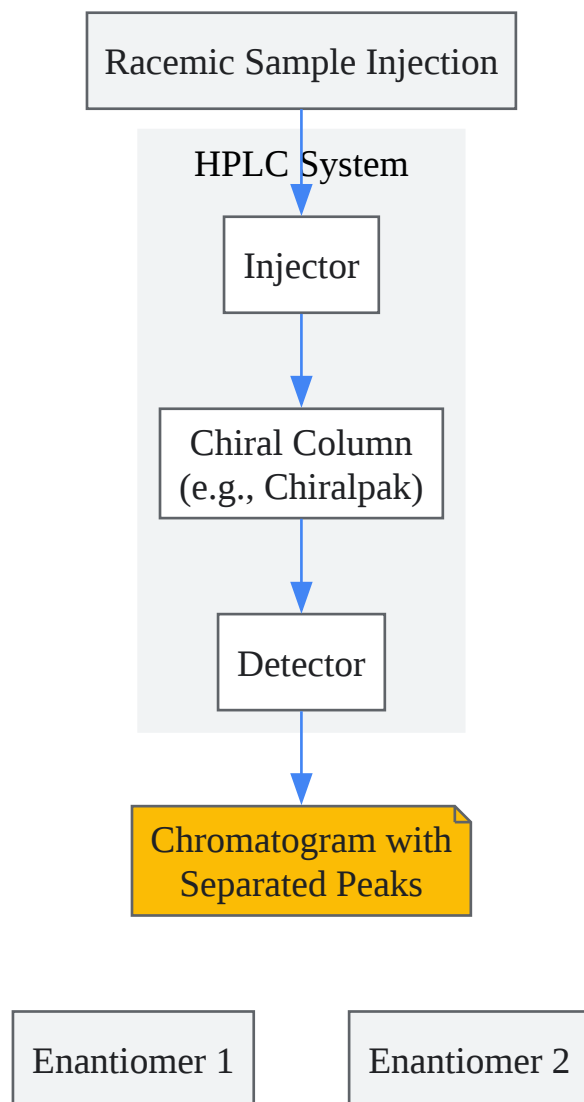 Racemic Sample Injection
HPLC System
Injector
Chiral Column
(e.g., Chiralpak)
Detector
Chromatogram with
Separated Peaks
Enantiomer 1
Enantiomer 2